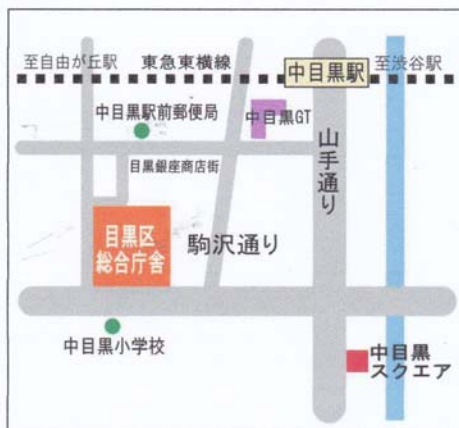 至自由が丘駅
東急東横線
中目黒駅
至渋谷駅
中目黒駅前郵便局
中目黒GT
山手通り
目黒銀座商店街
目黒区
総合庁舎
駒沢通り
中目黒小学校
中目黒
スクエア